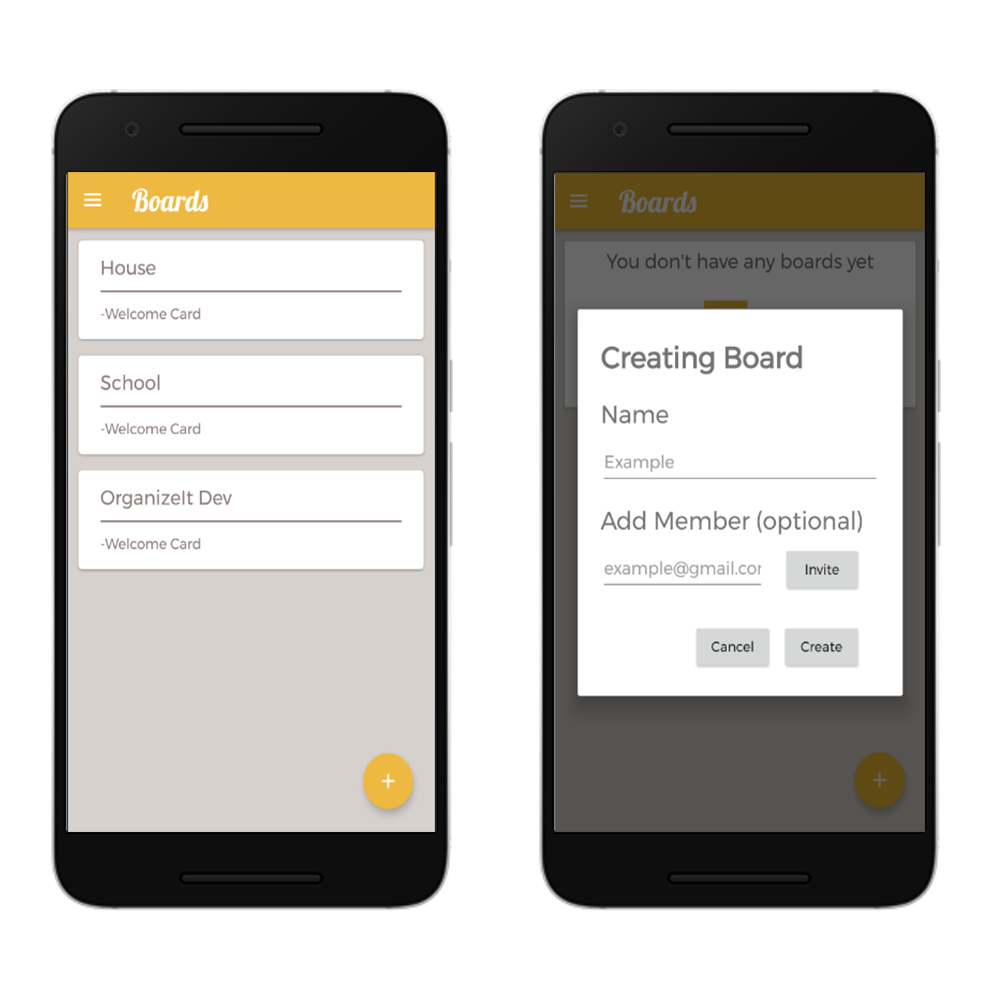 Boards
House
-Welcome Card
School
-Welcome Card
OrganizeIt Dev
-Welcome Card
+
Boards
You don't have any boards yet
Creating Board
Name
Example
Add Member (optional)
example@gmail.cor
Invite
Cancel
Create
+